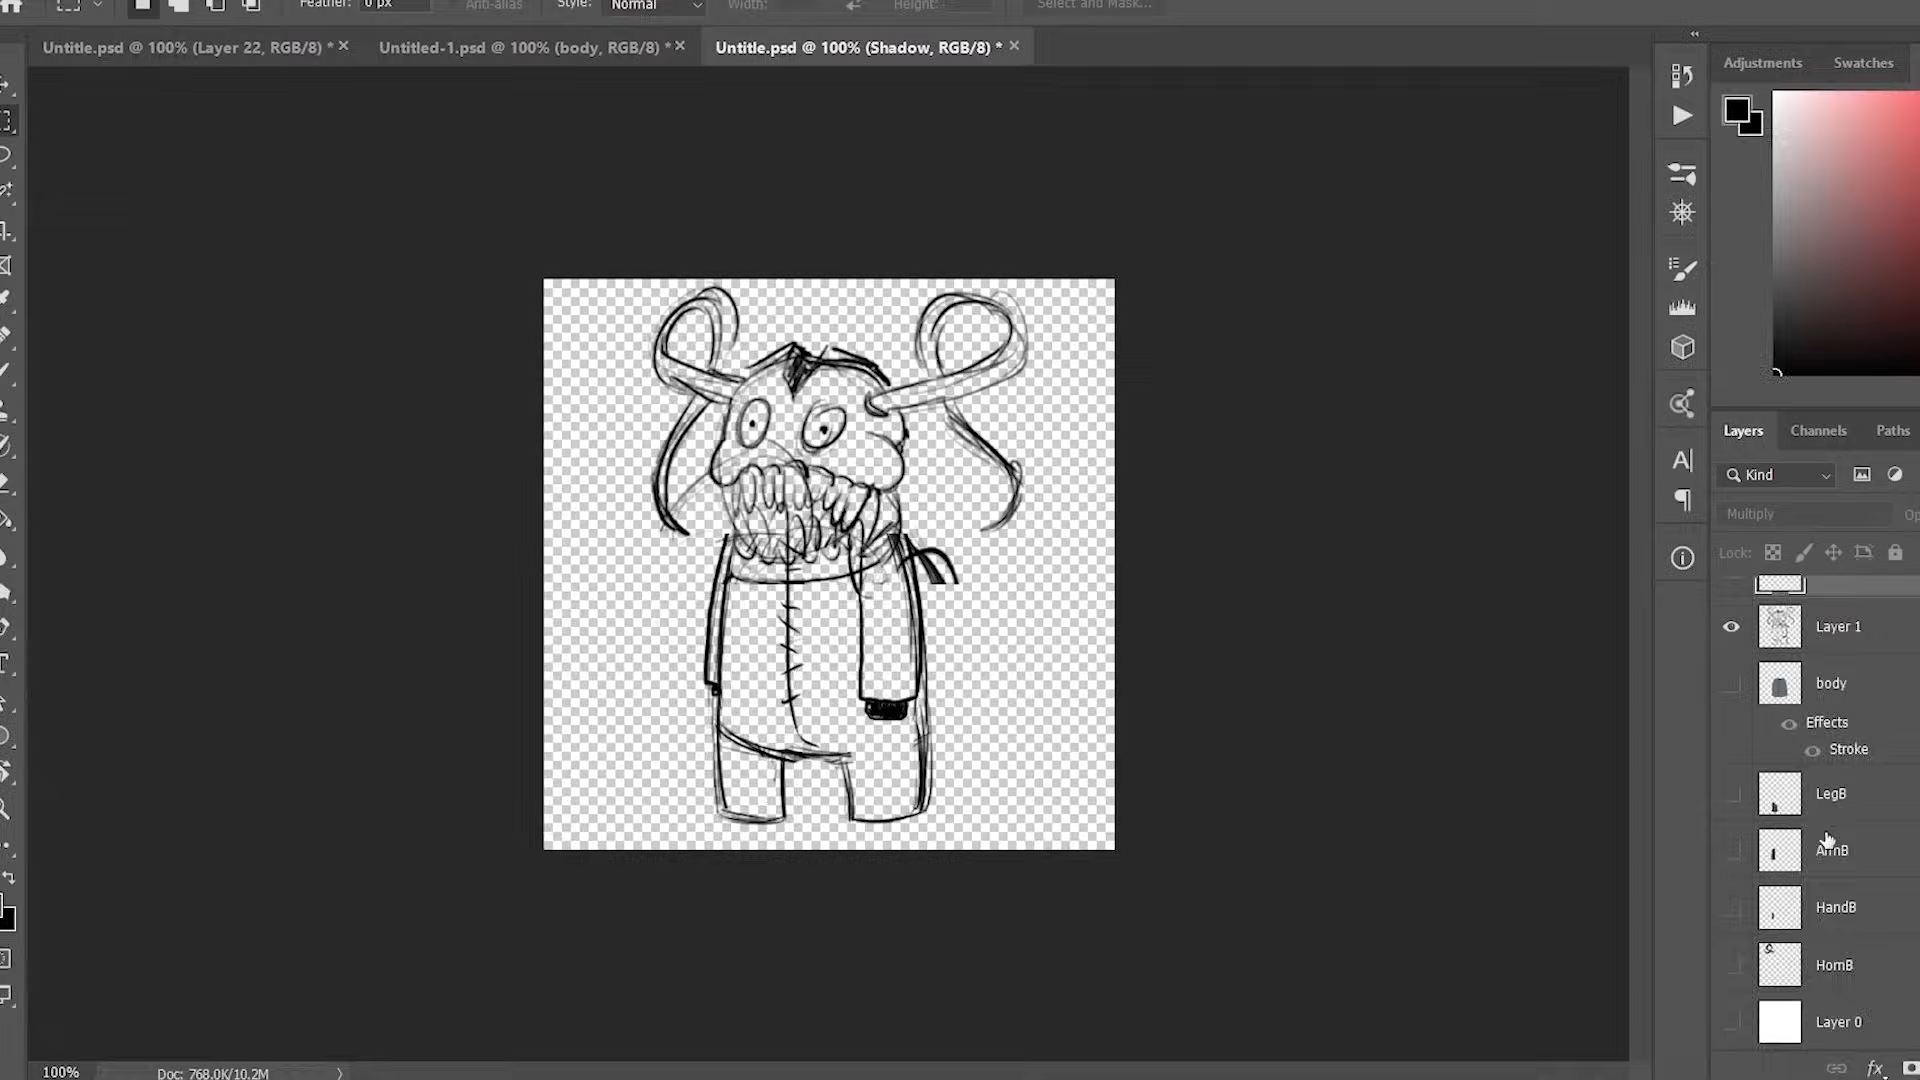 Feather: 0 px Anti-alias Style: Normal Width: Height: Select and Mask...
Untitle.psd @ 100% (Layer 22, RGB/8) * Untitled-1.psd @ 100% (body, RGB/8) * Untitle.psd @ 100% (Shadow, RGB/8) *
Adjustments Swatches
Layers Channels Paths
Kind
Multiply
Lock:
Layer 1
body
Effects
Stroke
LegB
ArmB
HandB
HornB
Layer 0
fx
100% Doc: 768.0K/10.2M